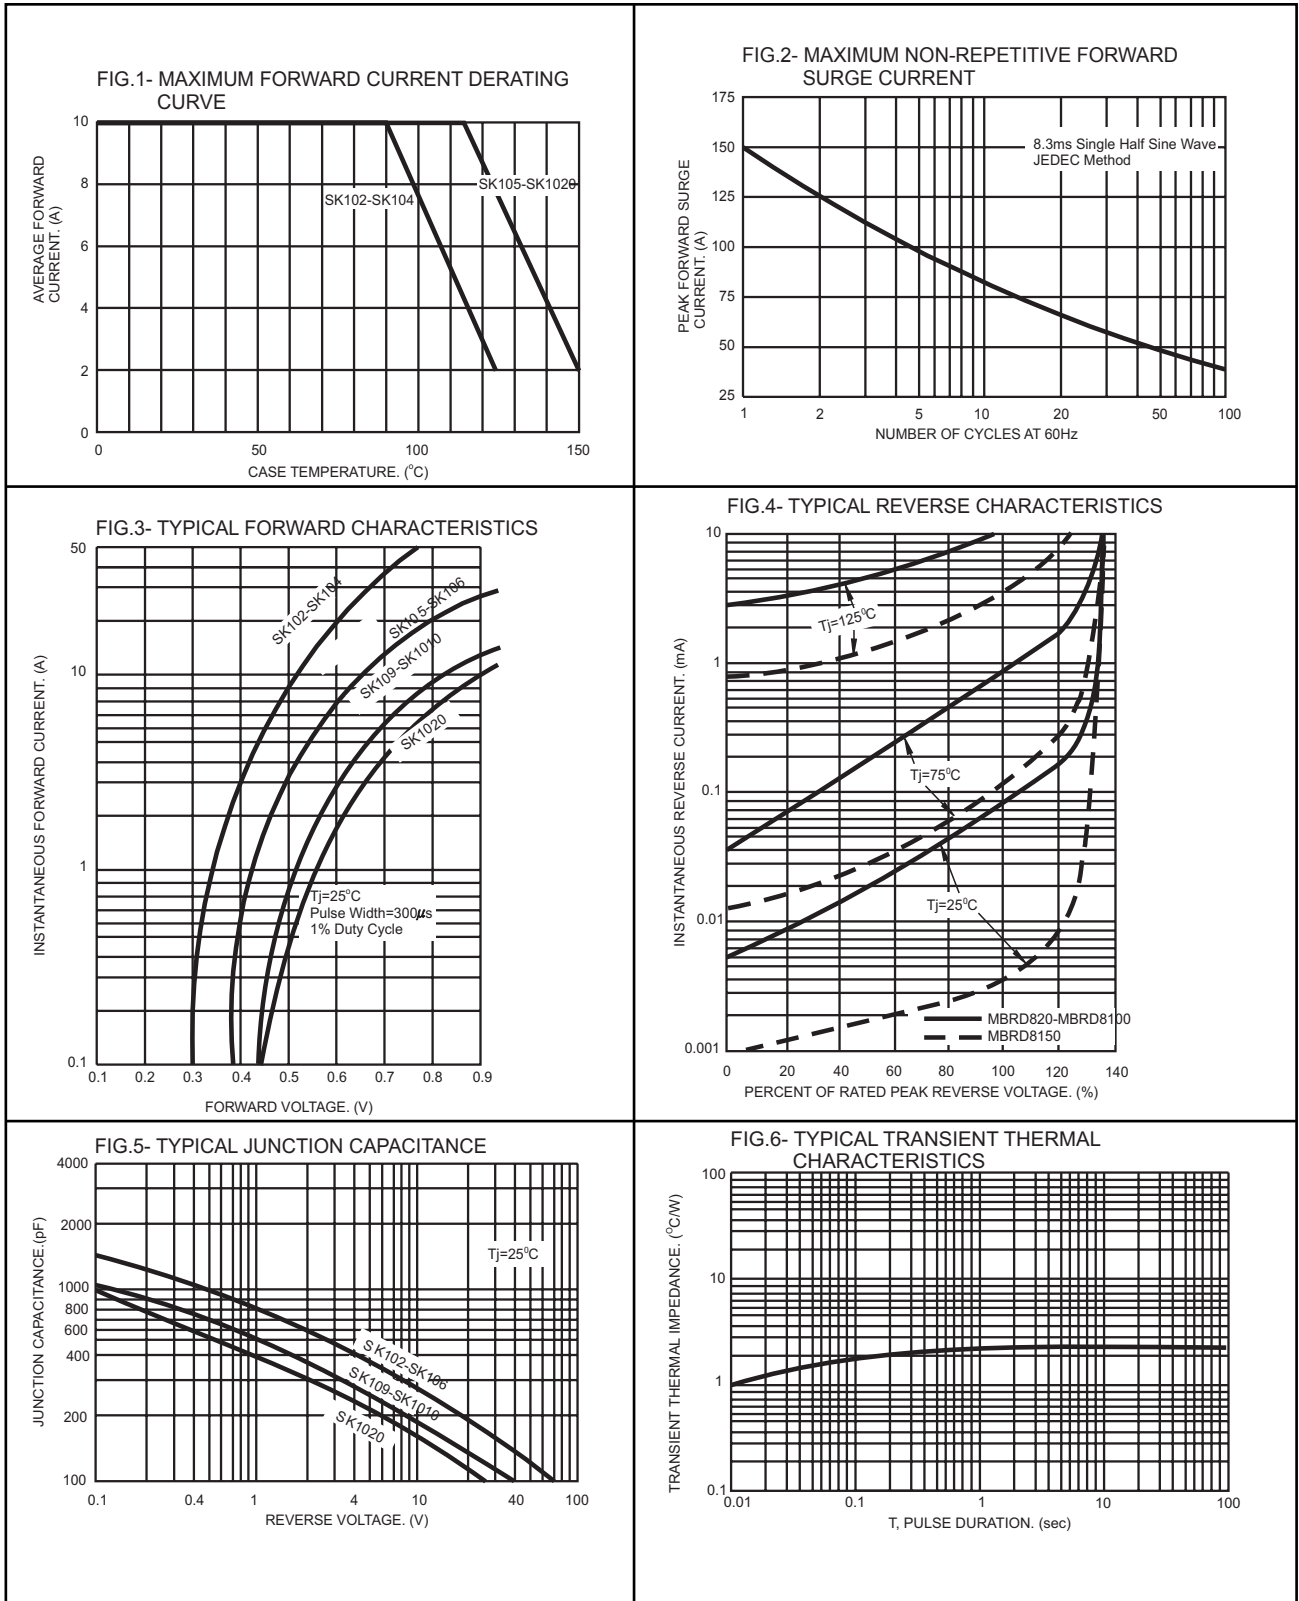 FIG.1- MAXIMUM FORWARD CURRENT DERATING
CURVE
AVERAGE FORWARD
CURRENT. (A)
10
8
6
4
2
0
SK102-SK104
SK105-SK1020
0
50
100
150
CASE TEMPERATURE. (°C)
FIG.2- MAXIMUM NON-REPETITIVE FORWARD
SURGE CURRENT
PEAK FORWARD SURGE
CURRENT. (A)
175
150
125
100
75
50
25
8.3ms Single Half Sine Wave
JEDEC Method
1
2
5
10
20
50
100
NUMBER OF CYCLES AT 60Hz
FIG.3- TYPICAL FORWARD CHARACTERISTICS
INSTANTANEOUS FORWARD CURRENT. (A)
50
10
1
0.1
SK102-SK104
SK10.5-SK106
SK109-SK1010
SK1020
Tj=25°C
Pulse Width=300μs
1% Duty Cycle
0.1
0.2
0.3
0.4
0.5
0.6
0.7
0.8
0.9
FORWARD VOLTAGE. (V)
FIG.4- TYPICAL REVERSE CHARACTERISTICS
INSTANTANEOUS REVERSE CURRENT. (mA)
10
1
0.1
0.01
0.001
Tj=125°C
Tj=75°C
Tj=25°C
MBRD820-MBRD8100
MBRD8150
0
20
40
60
80
100
120
140
PERCENT OF RATED PEAK REVERSE VOLTAGE. (%)
FIG.5- TYPICAL JUNCTION CAPACITANCE
JUNCTION CAPACITANCE.(pF)
4000
2000
1000
800
600
400
200
100
Tj=25°C
SK102-SK106
SK109-SK1010
SK1020
0.1
0.4
1
4
10
40
100
REVERSE VOLTAGE. (V)
FIG.6- TYPICAL TRANSIENT THERMAL
CHARACTERISTICS
TRANSIENT THERMAL IMPEDANCE. (°C/W)
100
10
1
0.1
0.01
0.1
1
10
100
T, PULSE DURATION. (sec)